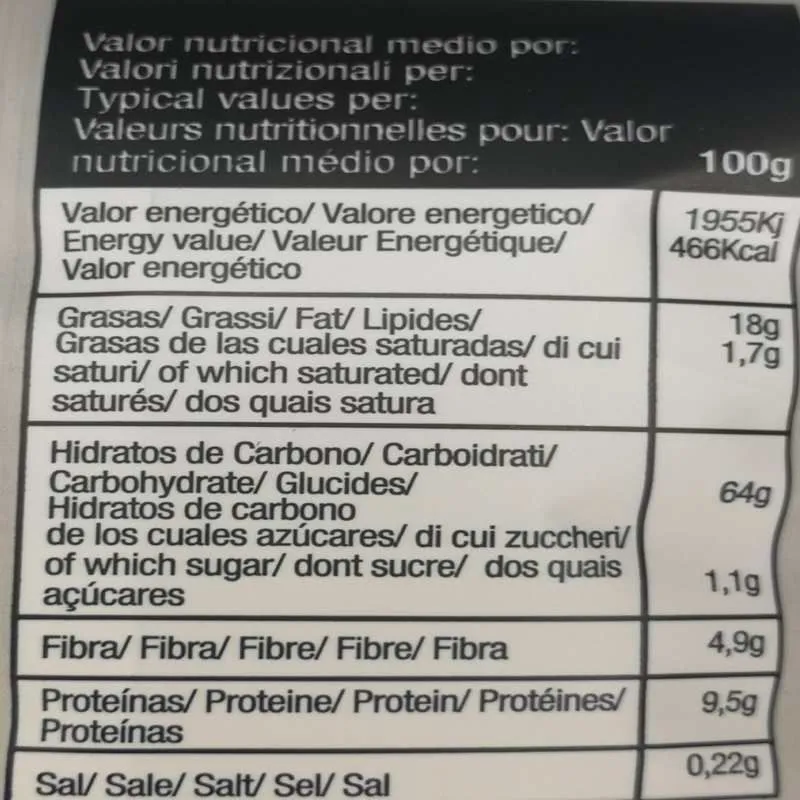 Valor nutricional medio por:
Valori nutrizionali per:
Typical values per:
Valeurs nutritionnelles pour: Valor
nutricional médio por: 100g
Valor energético/ Valore energetico/ 1955Kj
Energy value/ Valeur Energétique/ 466Kcal
Valor energético
Grasas/ Grassi/ Fat/ Lipides/ 18g
Grasas de las cuales saturadas/ di cui 1,7g
saturi/ of which saturated/ dont
saturés/ dos quais satura
Hidratos de Carbono/ Carboidrati/
Carbohydrate/ Glucides/ 64g
Hidratos de carbono
de los cuales azúcares/ di cui zuccheri/
of which sugar/ dont sucre/ dos quais 1,1g
açúcares
Fibra/ Fibra/ Fibre/ Fibre/ Fibra 4,9g
Proteínas/ Proteine/ Protein/ Protéines/ 9,5g
Proteínas
Sal/ Sale/ Salt/ Sel/ Sal 0,22g